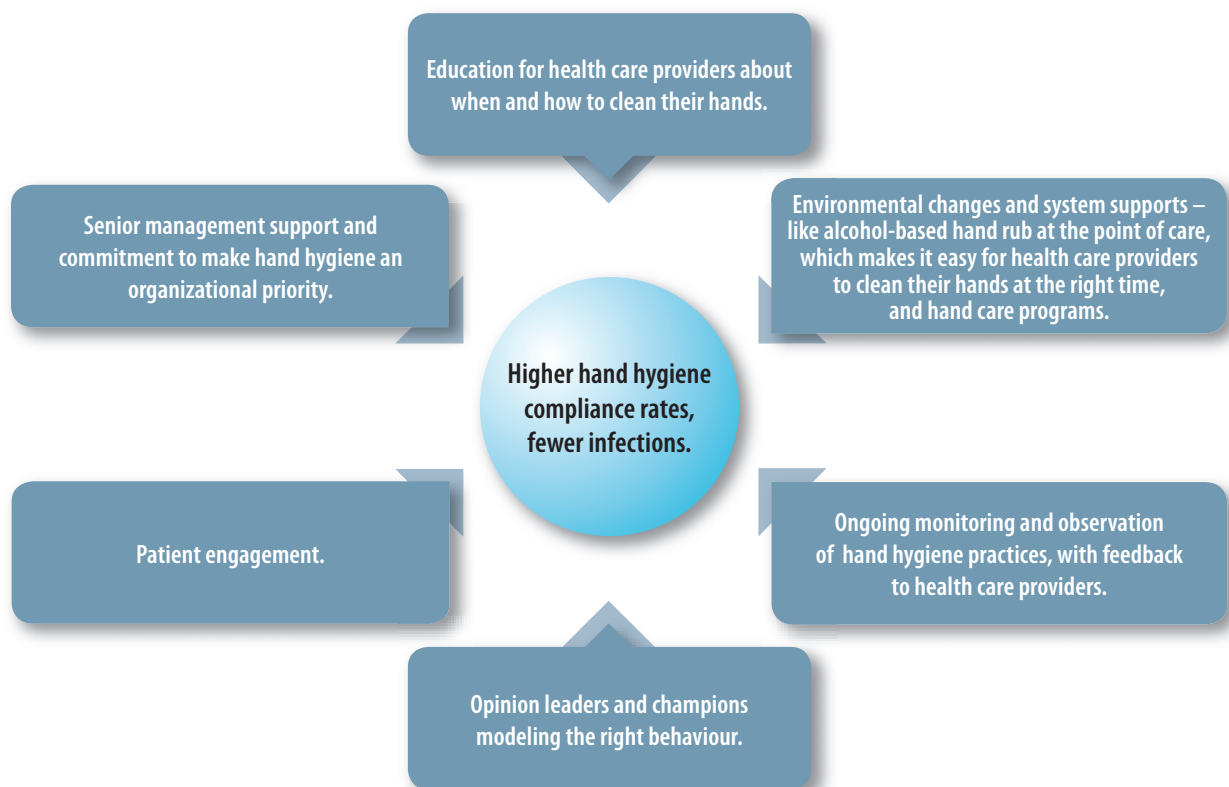 Education for health care providers about
when and how to clean their hands.
Senior management support and
commitment to make hand hygiene an
organizational priority.
Environmental changes and system supports –
like alcohol-based hand rub at the point of care,
which makes it easy for health care providers
to clean their hands at the right time,
and hand care programs.
Higher hand hygiene
compliance rates,
fewer infections.
Patient engagement.
Ongoing monitoring and observation
of hand hygiene practices, with feedback
to health care providers.
Opinion leaders and champions
modeling the right behaviour.